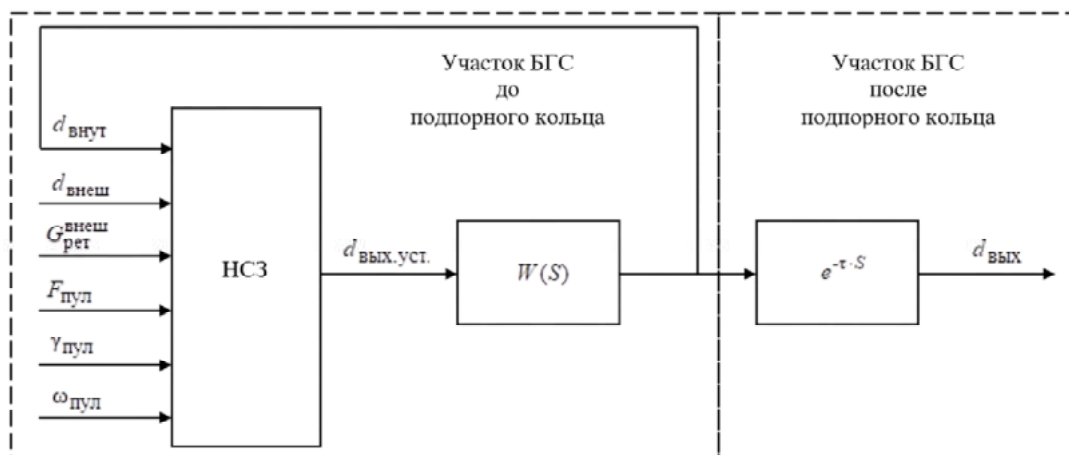 Участок БГС
до
подпорного кольца
Участок БГС
после
подпорного кольца
d внут
d внеш
G рет внеш
F пул
γ пул
ω пул
НСЗ
d вых.уст.
W(S)
e^-τ·S
d вых